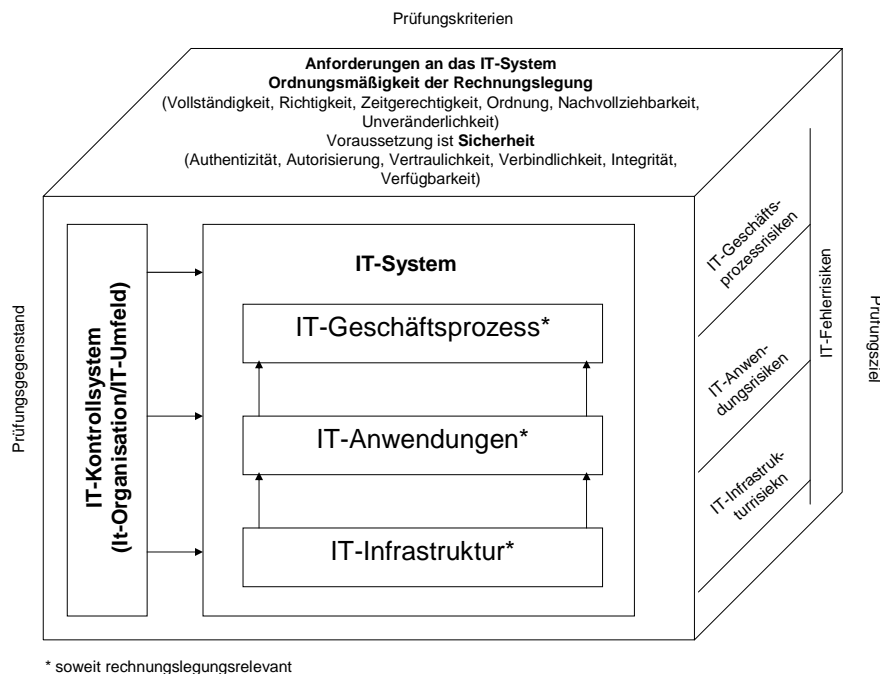 Prüfungskriterien
Anforderungen an das IT-System
Ordnungsmäßigkeit der Rechnungslegung
(Vollständigkeit, Richtigkeit, Zeitgerechtigkeit, Ordnung, Nachvollziehbarkeit,
Unveränderlichkeit)
Voraussetzung ist Sicherheit
(Authentizität, Autorisierung, Vertraulichkeit, Verbindlichkeit, Integrität,
Verfügbarkeit)
Prüfungsgegenstand
IT-Kontrollsystem
(It-Organisation/IT-Umfeld)
IT-System
IT-Geschäftsprozess*
IT-Anwendungen*
IT-Infrastruktur*
IT-Geschäfts-
prozessrisiken
IT-Anwen-
dungsrisiken
IT-Infrastruk-
turrisiekn
IT-Fehlerrisiken
Prüfungsziel
* soweit rechnungslegungsrelevant